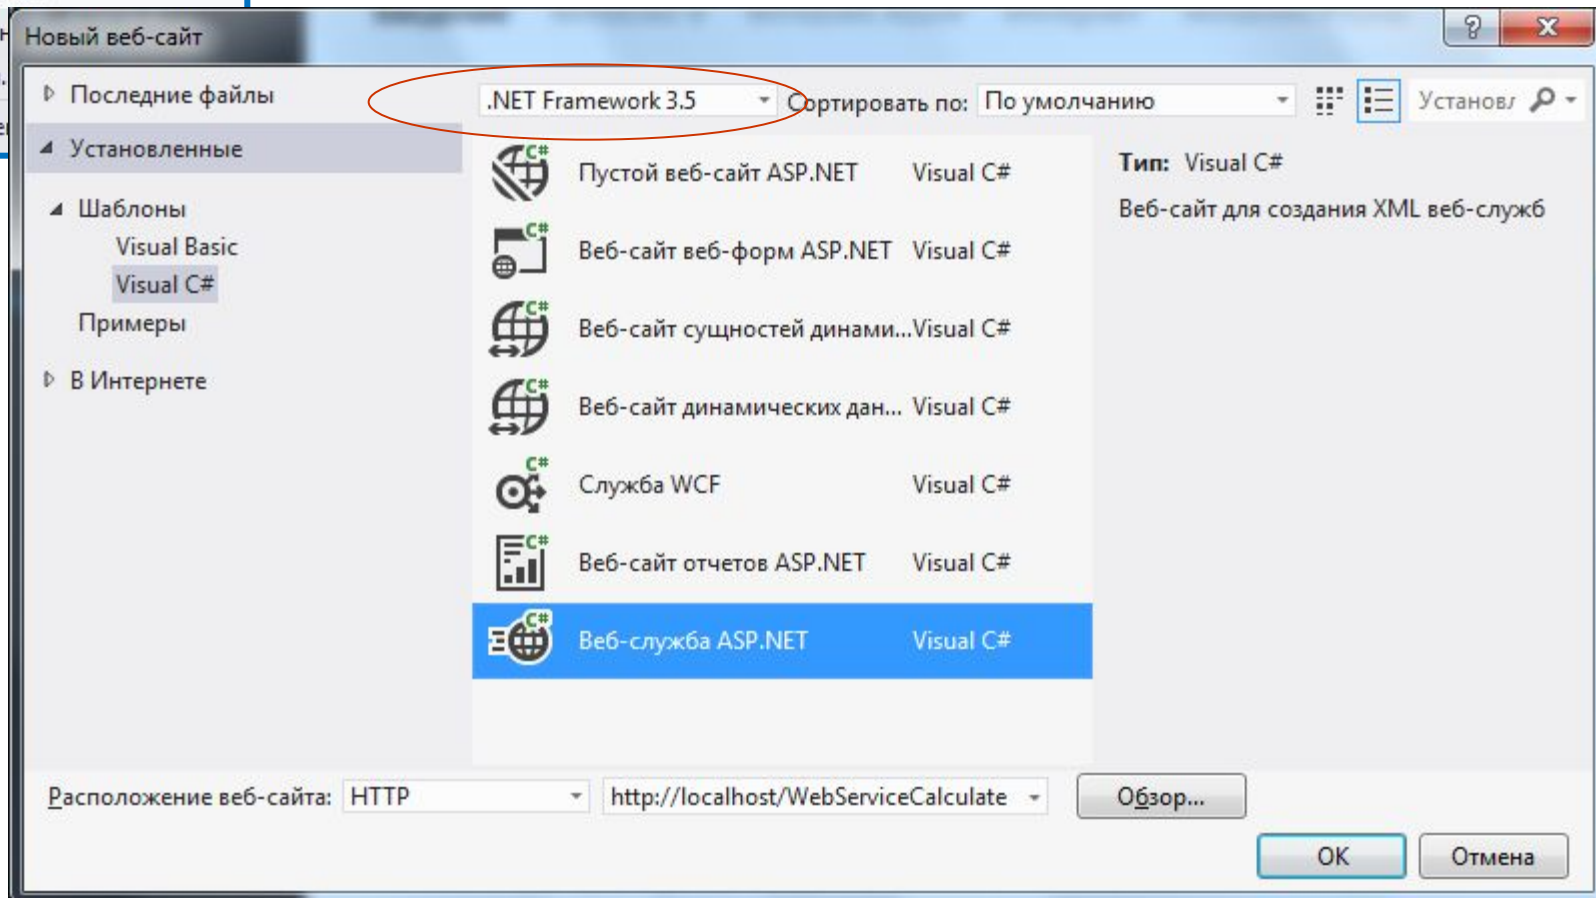 Новый веб-сайт
Последние файлы
.NET Framework 3.5
Сортировать по: По умолчанию
Установленные
Шаблоны
Visual Basic
Visual C#
Примеры
В Интернете
Пустой веб-сайт ASP.NET Visual C#
Веб-сайт веб-форм ASP.NET Visual C#
Веб-сайт сущностей динами... Visual C#
Веб-сайт динамических дан... Visual C#
Служба WCF Visual C#
Веб-сайт отчетов ASP.NET Visual C#
Веб-служба ASP.NET Visual C#
Тип: Visual C#
Веб-сайт для создания XML веб-служб
Расположение веб-сайта: HTTP http://localhost/WebServiceCalculate Обзор...
OK Отмена